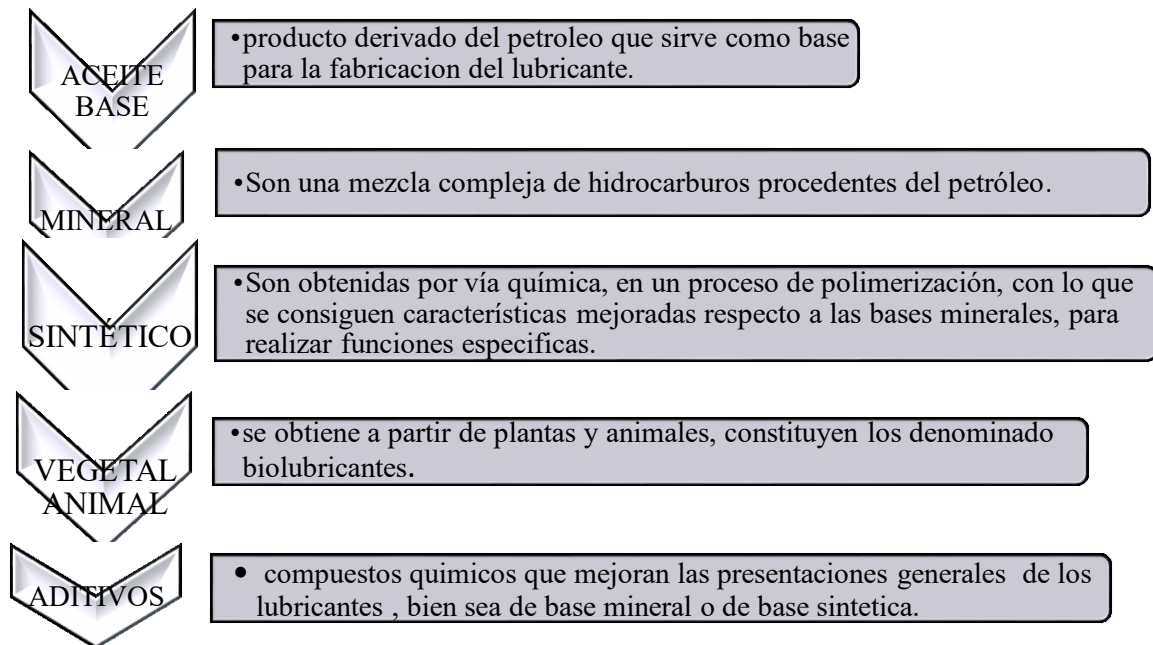 ACEITE
BASE
•producto derivado del petroleo que sirve como base
para la fabricacion del lubricante.
MINERAL
•Son una mezcla compleja de hidrocarburos procedentes del petróleo.
SINTÉTICO
•Son obtenidas por vía química, en un proceso de polimerización, con lo que
se consiguen características mejoradas respecto a las bases minerales, para
realizar funciones especificas.
VEGETAL
ANIMAL
•se obtiene a partir de plantas y animales, constituyen los denominado
biolubricantes.
ADITIVOS
• compuestos quimicos que mejoran las presentaciones generales de los
lubricantes , bien sea de base mineral o de base sintetica.